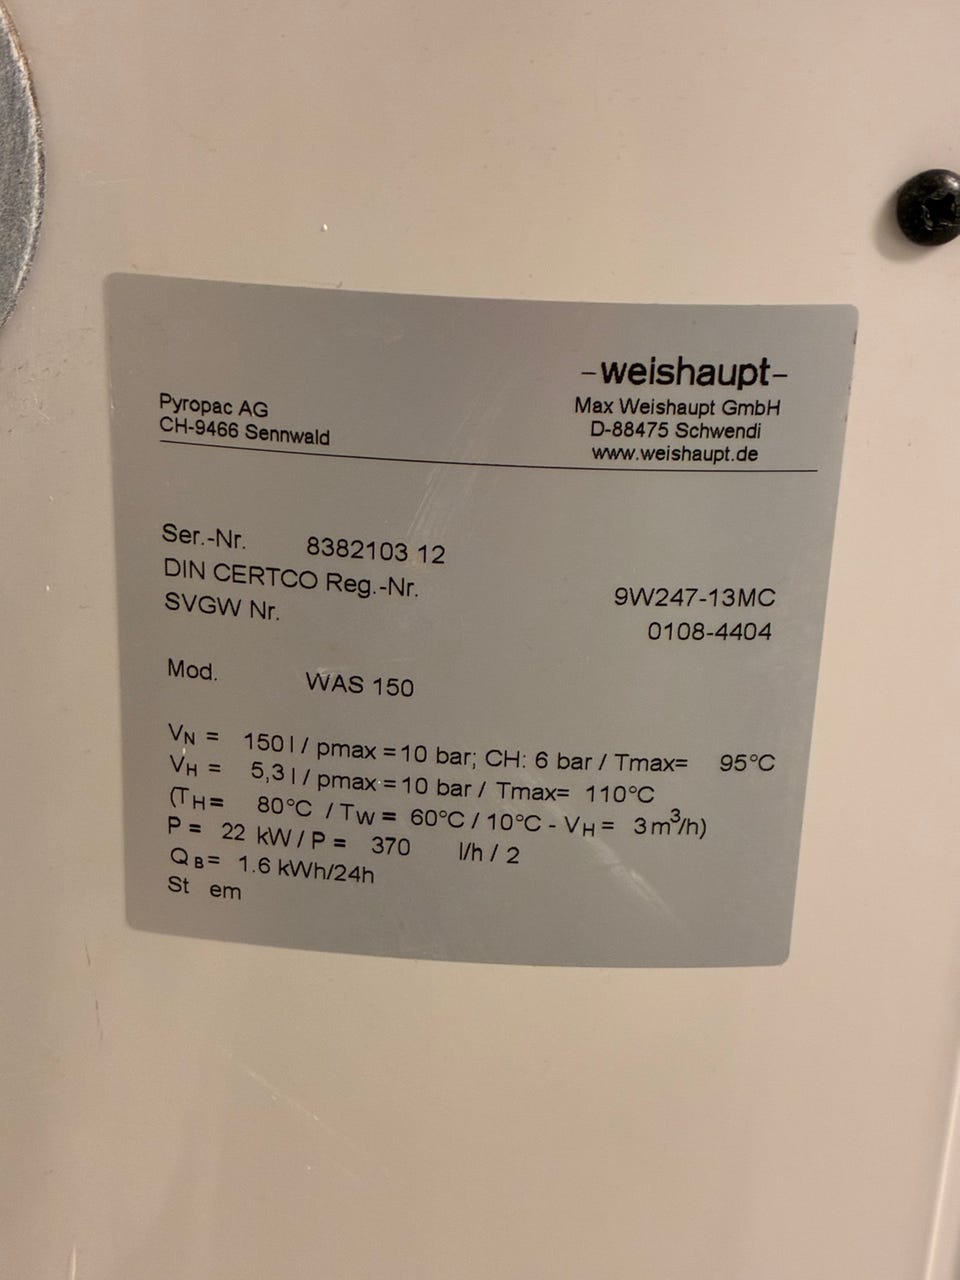 -weishaupt-
Pyropac AG
CH-9466 Sennwald
Max Weishaupt GmbH
D-88475 Schwendi
www.weishaupt.de
Ser.-Nr. 8382103 12
DIN CERTCO Reg.-Nr. 9W247-13MC
SVGW Nr. 0108-4404
Mod. WAS 150
VN = 150 l / pmax = 10 bar; CH: 6 bar / Tmax= 95°C
VH = 5,3 l / pmax = 10 bar / Tmax= 110°C
(TH= 80°C / TW = 60°C / 10°C - VH = 3 m³/h)
P = 22 kW / P = 370 l/h / 2
QB= 1.6 kWh/24h
St em